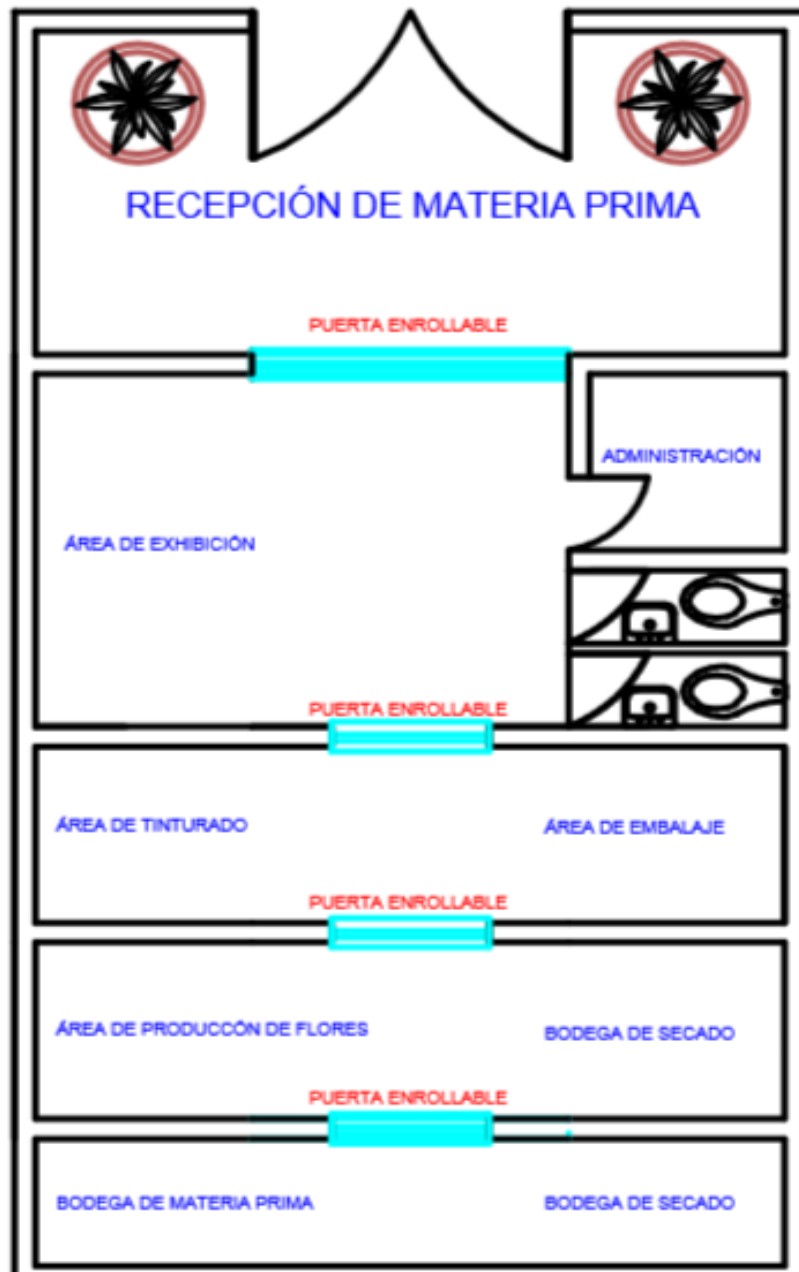 RECEPCIÓN DE MATERIA PRIMA
PUERTA ENROLLABLE
ADMINISTRACIÓN
ÁREA DE EXHIBICIÓN
PUERTA ENROLLABLE
ÁREA DE TINTURADO
ÁREA DE EMBALAJE
PUERTA ENROLLABLE
ÁREA DE PRODUCCÓN DE FLORES
BODEGA DE SECADO
PUERTA ENROLLABLE
BODEGA DE MATERIA PRIMA
BODEGA DE SECADO